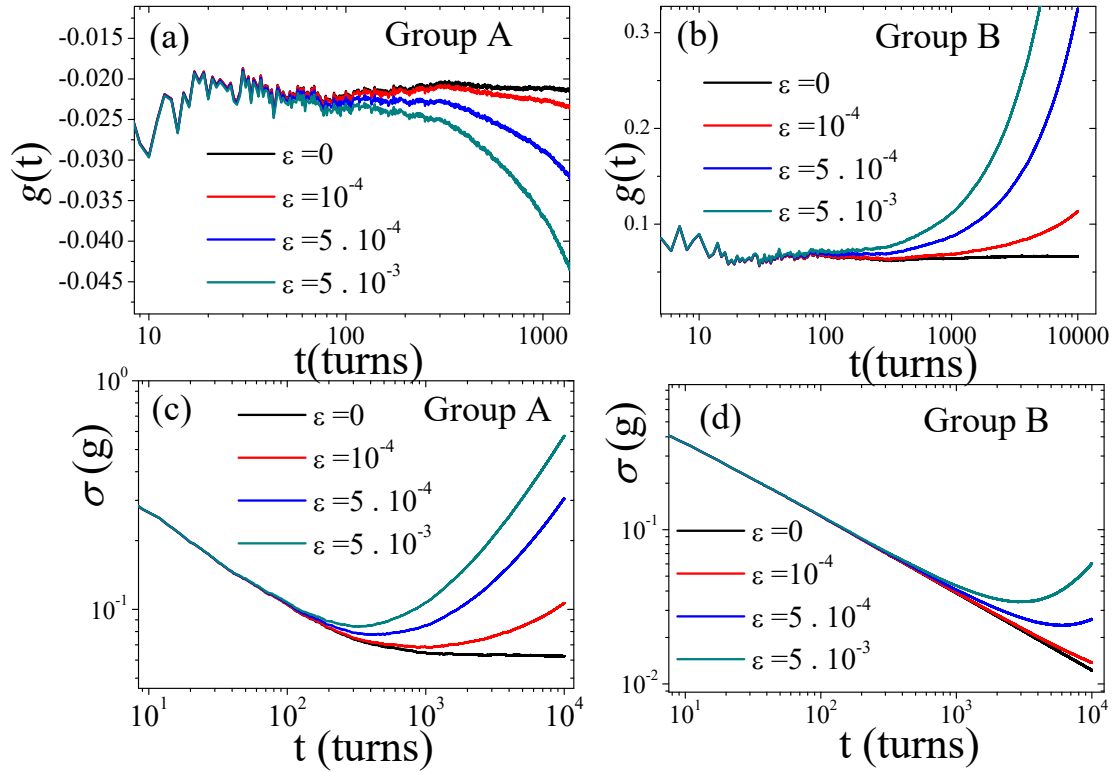 (a)
Group A
g(t)
-0.015
-0.020
-0.025
-0.030
-0.035
-0.040
-0.045
ε =0
ε =10⁻⁴
ε =5 . 10⁻⁴
ε =5 . 10⁻³
10
100
1000
t(turns)
(b)
Group B
g(t)
0.3
0.2
0.1
ε =0
ε =10⁻⁴
ε =5 . 10⁻⁴
ε =5 . 10⁻³
10
100
1000
10000
t(turns)
(c)
Group A
σ (g)
10⁰
10⁻¹
ε =0
ε =10⁻⁴
ε =5 . 10⁻⁴
ε =5 . 10⁻³
10¹
10²
10³
10⁴
t (turns)
(d)
Group B
σ (g)
10⁻¹
10⁻²
ε =0
ε =10⁻⁴
ε =5 . 10⁻⁴
ε =5 . 10⁻³
10¹
10²
10³
10⁴
t (turns)